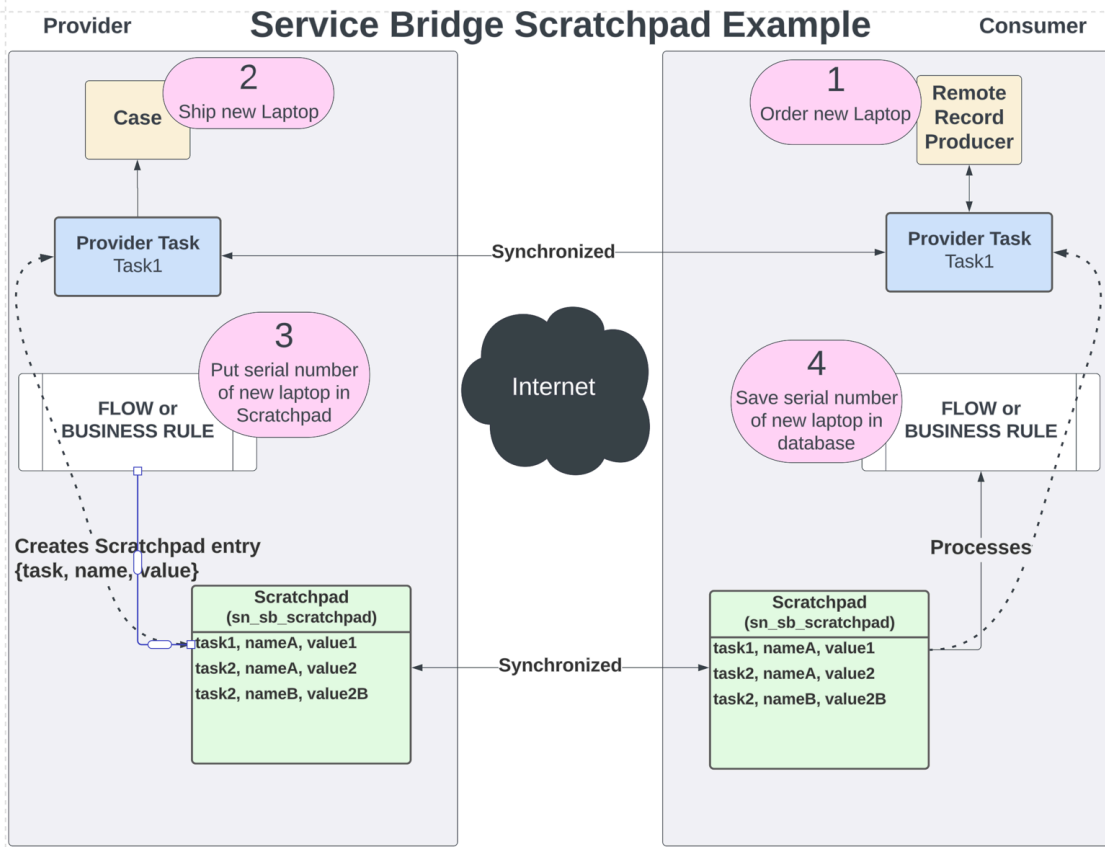 Service Bridge Scratchpad Example
Provider
Consumer
2
Ship new Laptop
Case
Provider Task
Task1
3
Put serial number
of new laptop in
Scratchpad
FLOW or
BUSINESS RULE
Creates Scratchpad entry
{task, name, value}
Scratchpad
(sn_sb_scratchpad)
task1, nameA, value1
task2, nameA, value2
task2, nameB, value2B
Synchronized
Internet
Synchronized
1
Order new Laptop
Remote
Record
Producer
Provider Task
Task1
4
Save serial number
of new laptop in
database
FLOW or
BUSINESS RULE
Processes
Scratchpad
(sn_sb_scratchpad)
task1, nameA, value1
task2, nameA, value2
task2, nameB, value2B